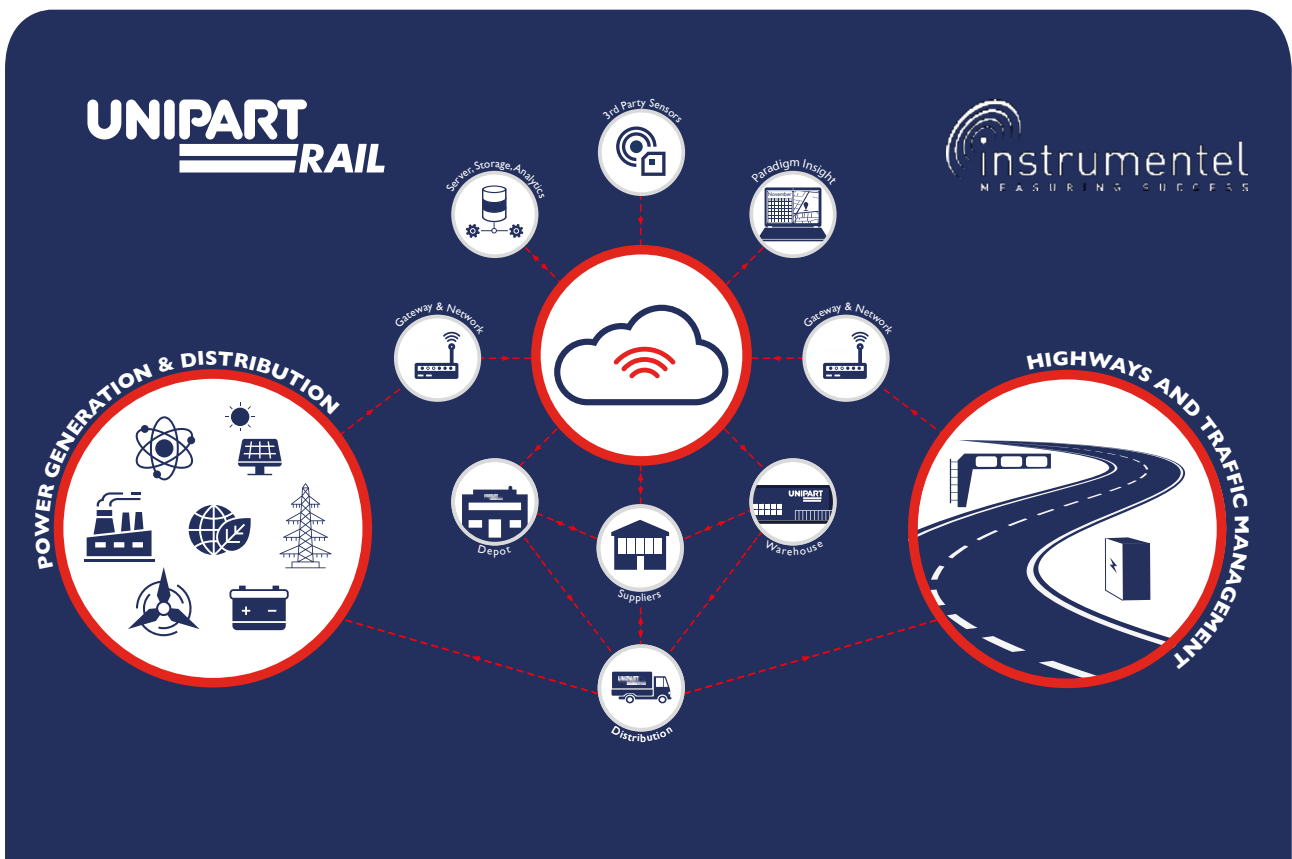 UNIPART
RAIL
instrumentel
MEASURING SUCCESS
3rd Party Sensors
Server, Storage, Analytics
Paradigm Insight
November
Gateway & Network
Gateway & Network
POWER GENERATION & DISTRIBUTION
HIGHWAYS AND TRAFFIC MANAGEMENT
UNIPART
Depot
Suppliers
Warehouse
Distribution